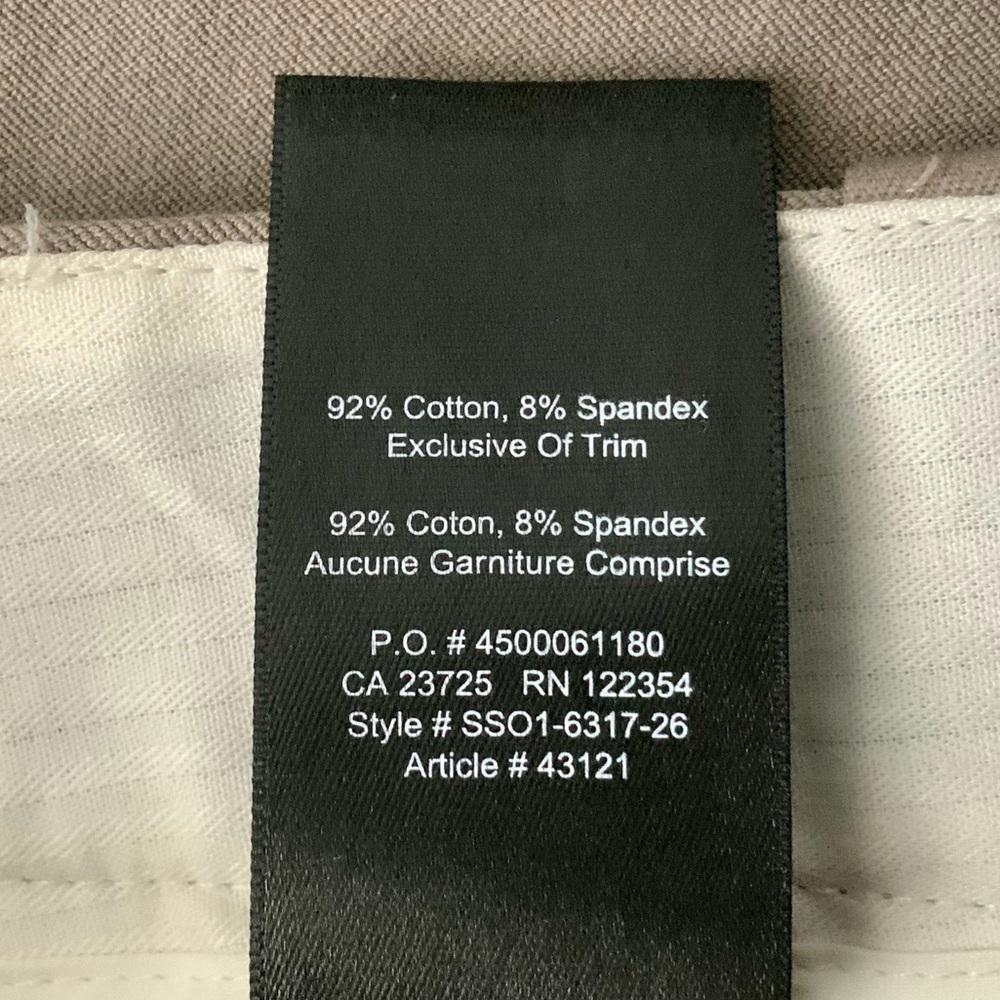 92% Cotton, 8% Spandex
Exclusive Of Trim
92% Coton, 8% Spandex
Aucune Garniture Comprise
P.O. # 4500061180
CA 23725 RN 122354
Style # SSO1-6317-26
Article # 43121